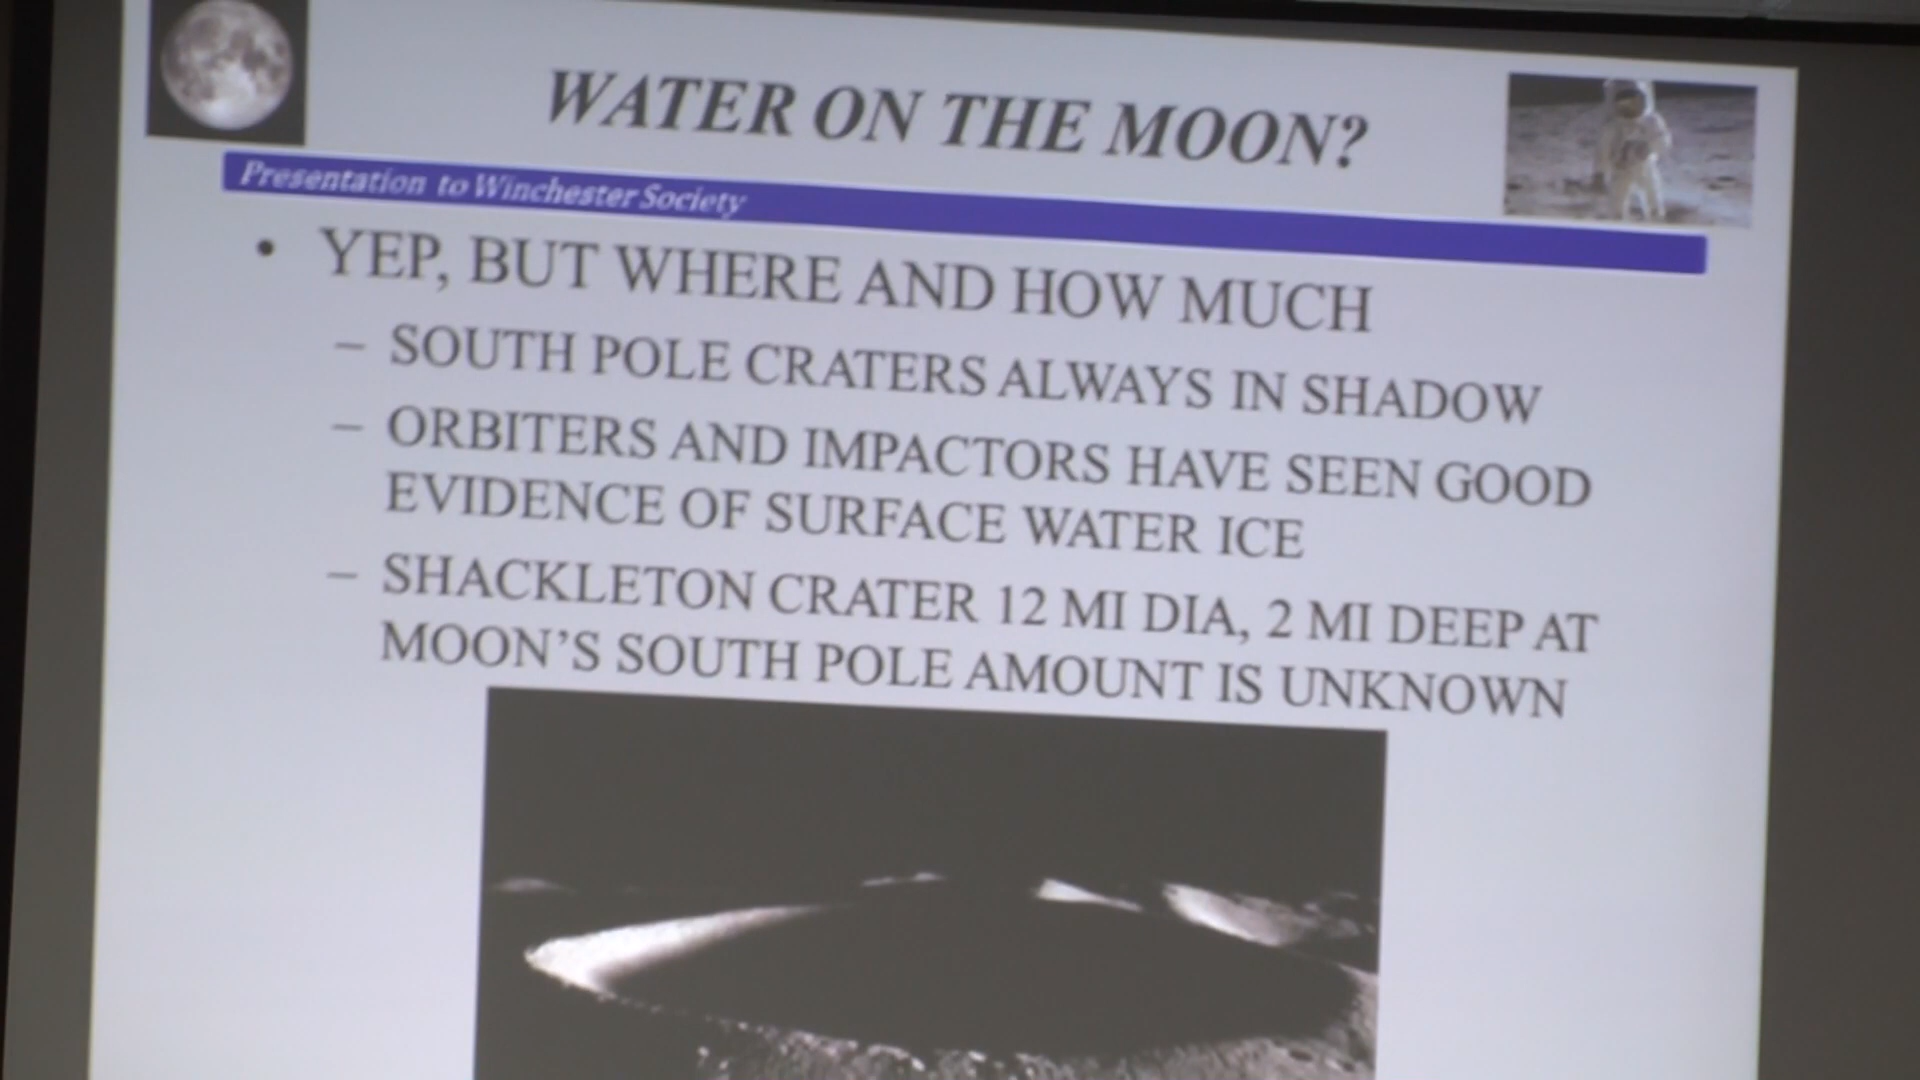 WATER ON THE MOON?
Presentation to Winchester Society
• YEP, BUT WHERE AND HOW MUCH
– SOUTH POLE CRATERS ALWAYS IN SHADOW
– ORBITERS AND IMPACTORS HAVE SEEN GOOD
EVIDENCE OF SURFACE WATER ICE
– SHACKLETON CRATER 12 MI DIA, 2 MI DEEP AT
MOON'S SOUTH POLE AMOUNT IS UNKNOWN